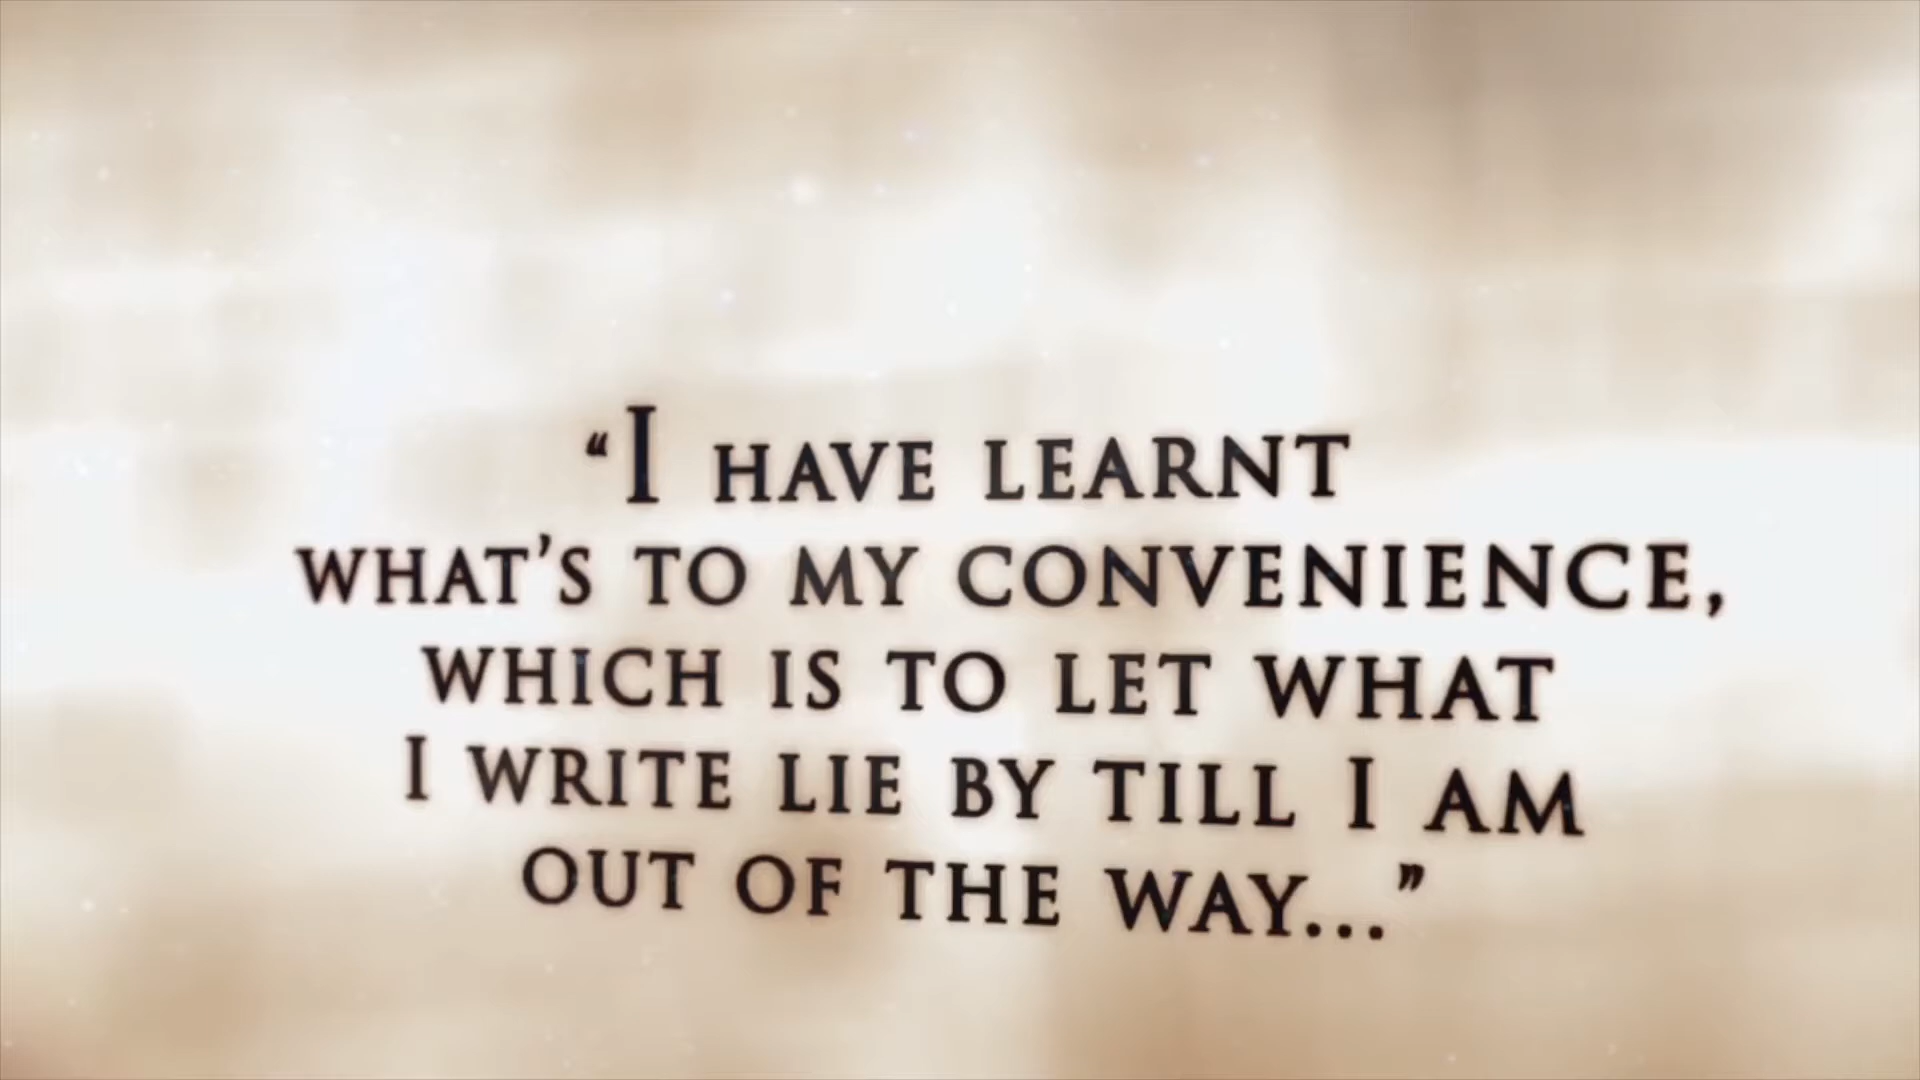 “I HAVE LEARNT
WHAT’S TO MY CONVENIENCE,
WHICH IS TO LET WHAT
I WRITE LIE BY TILL I AM
OUT OF THE WAY...”